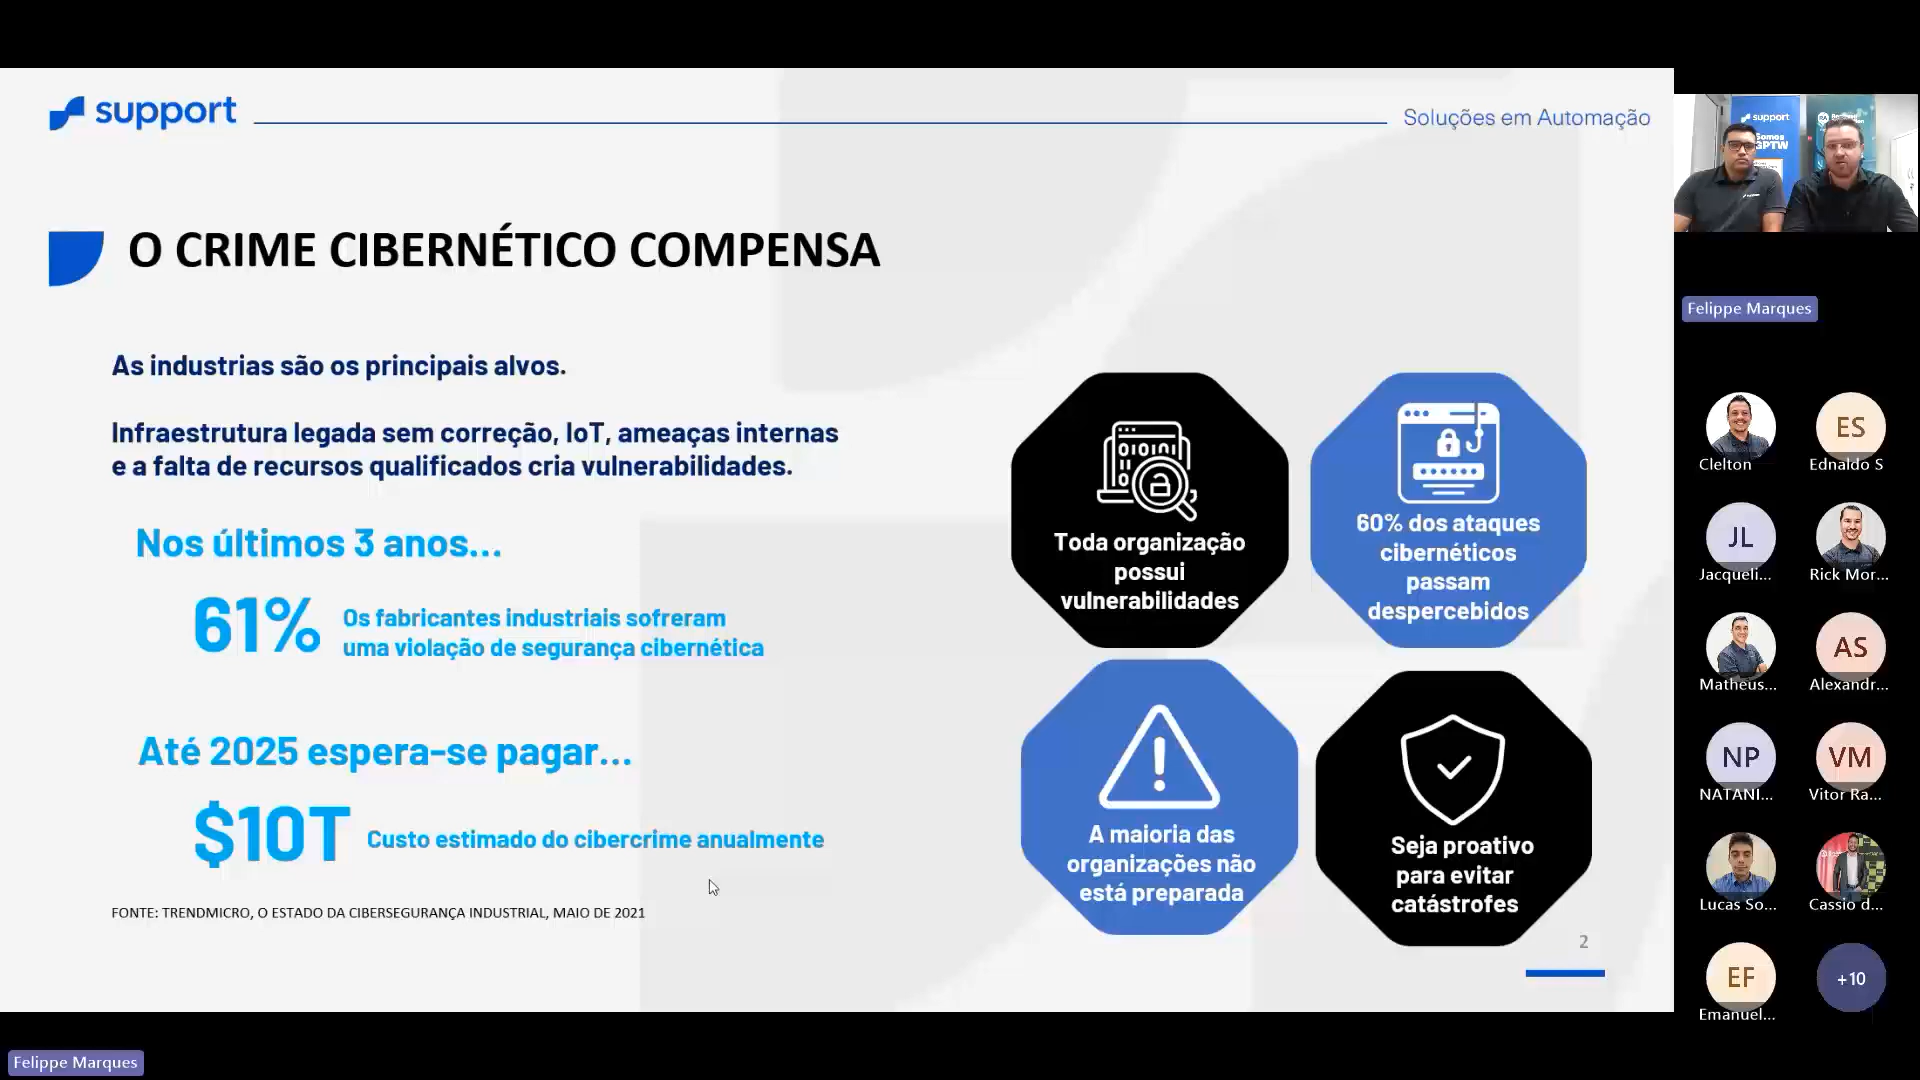 support
Soluções em Automação
O CRIME CIBERNÉTICO COMPENSA
As industrias são os principais alvos.
Infraestrutura legada sem correção, IoT, ameaças internas
e a falta de recursos qualificados cria vulnerabilidades.
Nos últimos 3 anos...
61%
Os fabricantes industriais sofreram
uma violação de segurança cibernética
Até 2025 espera-se pagar...
$10T
Custo estimado do cibercrime anualmente
FONTE: TRENDMICRO, O ESTADO DA CIBERSEGURANÇA INDUSTRIAL, MAIO DE 2021
Toda organização
possui
vulnerabilidades
60% dos ataques
cibernéticos
passam
despercebidos
A maioria das
organizações não
está preparada
Seja proativo
para evitar
catástrofes
2
support
Somos
GPTW
Felippe Marques
Clelton
ES
Ednaldo S
JL
Jacqueli...
Rick Mor...
Matheus...
AS
Alexandr...
NP
NATANI...
VM
Vitor Ra...
Lucas So...
Cassio d...
EF
Emanuel...
+10
Felippe Marques